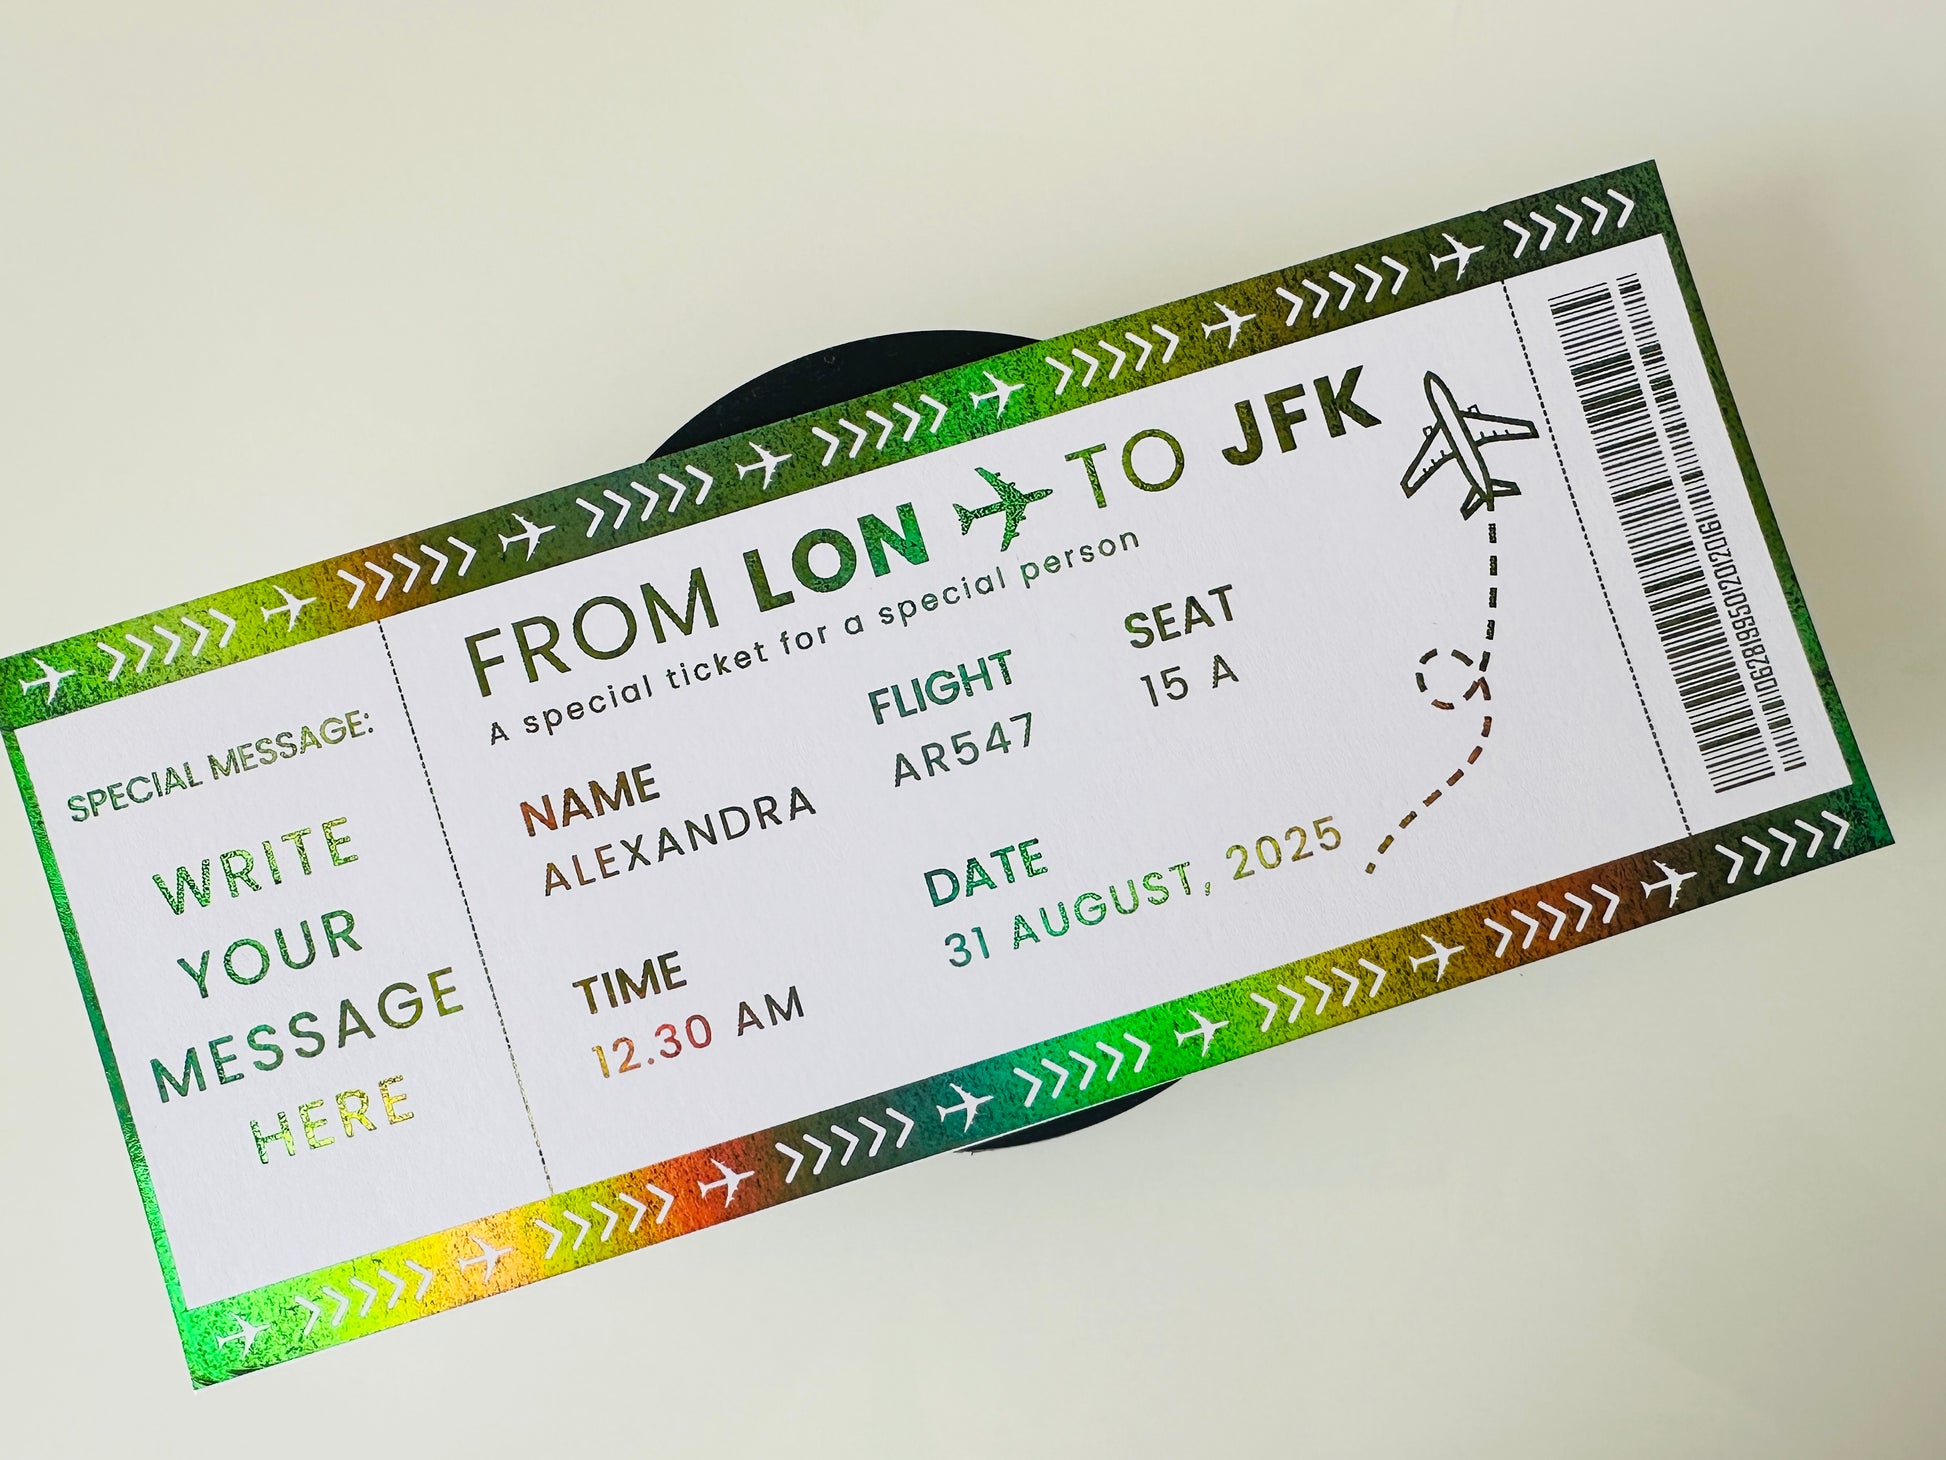 SPECIAL MESSAGE:
WRITE
YOUR
MESSAGE
HERE
FROM LON TO JFK
A special ticket for a special person
NAME
ALEXANDRA
FLIGHT
AR547
SEAT
15 A
TIME
12.30 AM
DATE
31 AUGUST, 2025